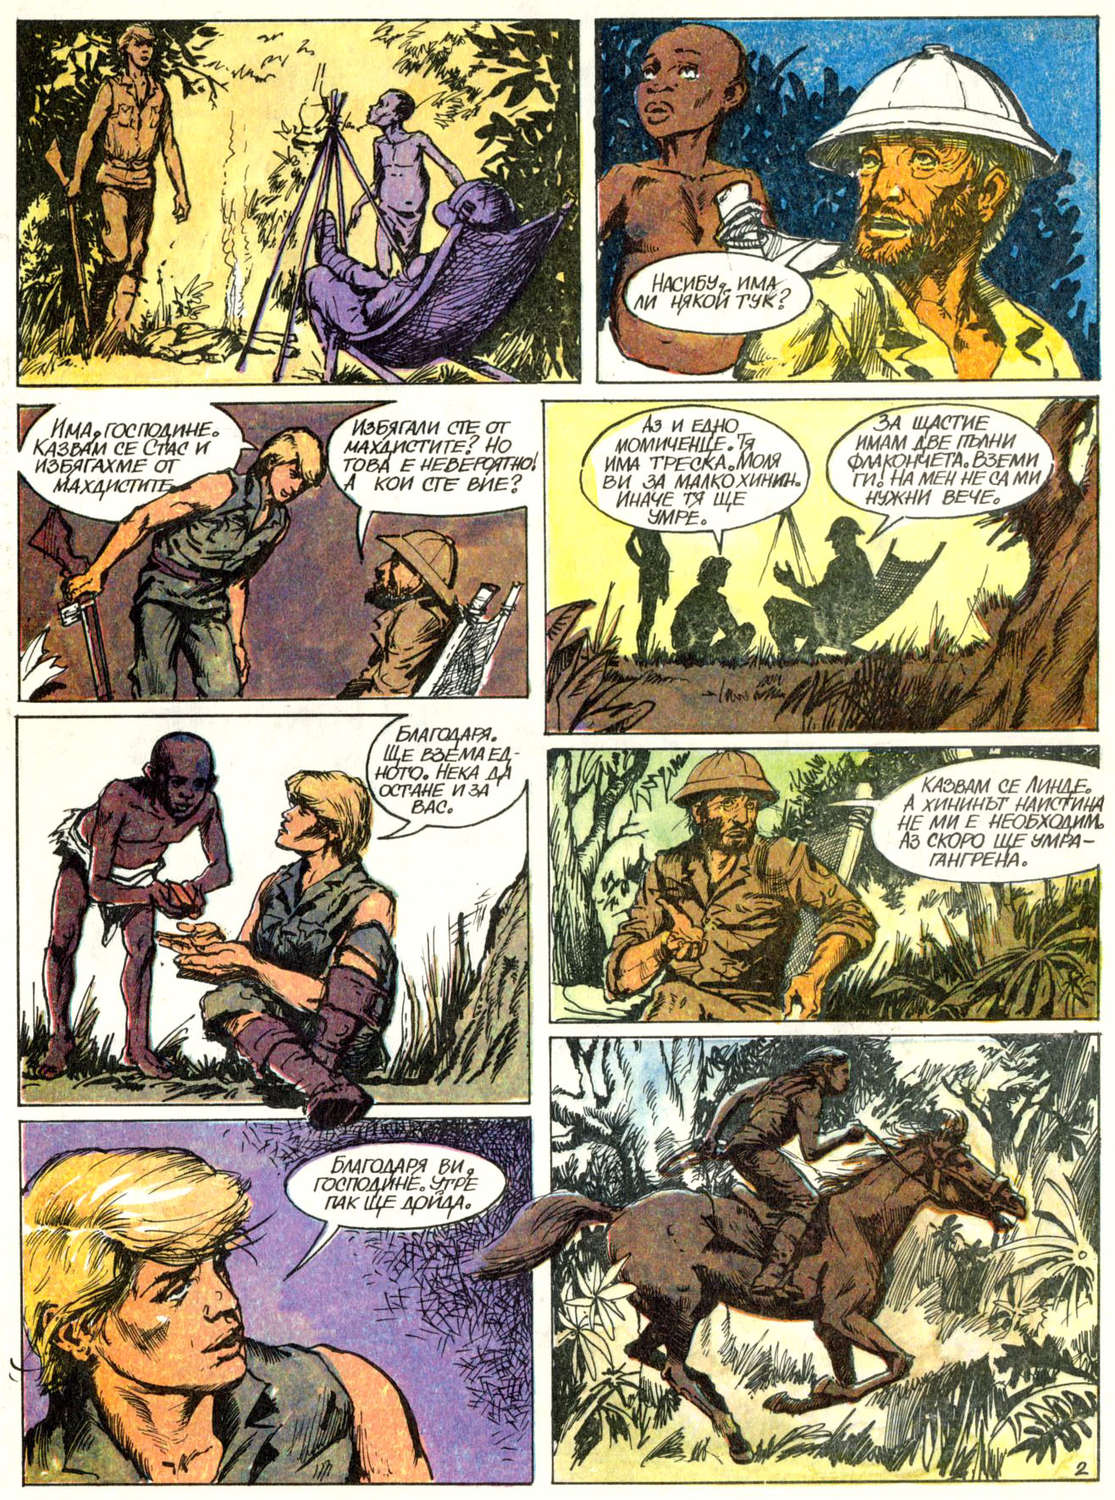 НАСИБУ, ИМА
ЛИ НЯКОЙ ТУК?
ИМА, ГОСПОДИНЕ.
КАЗВАМ СЕ СТАС И
ИЗБЯГАХМЕ ОТ
МАХДИСТИТЕ.
ИЗБЯГАЛИ СТЕ ОТ
МАХДИСТИТЕ? НО
ТОВА Е НЕВЕРОЯТНО!
А КОИ СТЕ ВИЕ?
АЗ И ЕДНО
МОМИЧЕНЦЕ. ТЯ
ИМА ТРЕСКА. МОЛЯ
ВИ ЗА МАЛКО ХИНИН.
ИНАЧЕ ТЯ ЩЕ
УМРЕ.
ЗА ЩАСТИЕ
ИМАМ ДВЕ ПЪЛНИ
ФЛАКОНЧЕТА. ВЗЕМИ
ГИ! НА МЕН НЕ СА МИ
НУЖНИ ВЕЧЕ.
БЛАГОДАРЯ.
ЩЕ ВЗЕМА ЕД-
НОТО. НЕКА ДА
ОСТАНЕ И ЗА
ВАС.
КАЗВАМ СЕ ЛИНДЕ.
А ХИНИНЪТ НАИСТИНА
НЕ МИ Е НЕОБХОДИМ.
АЗ СКОРО ЩЕ УМРА-
ГАНГРЕНА.
БЛАГОДАРЯ ВИ,
ГОСПОДИНЕ. УТРЕ
ПАК ЩЕ ДОЙДА.
2